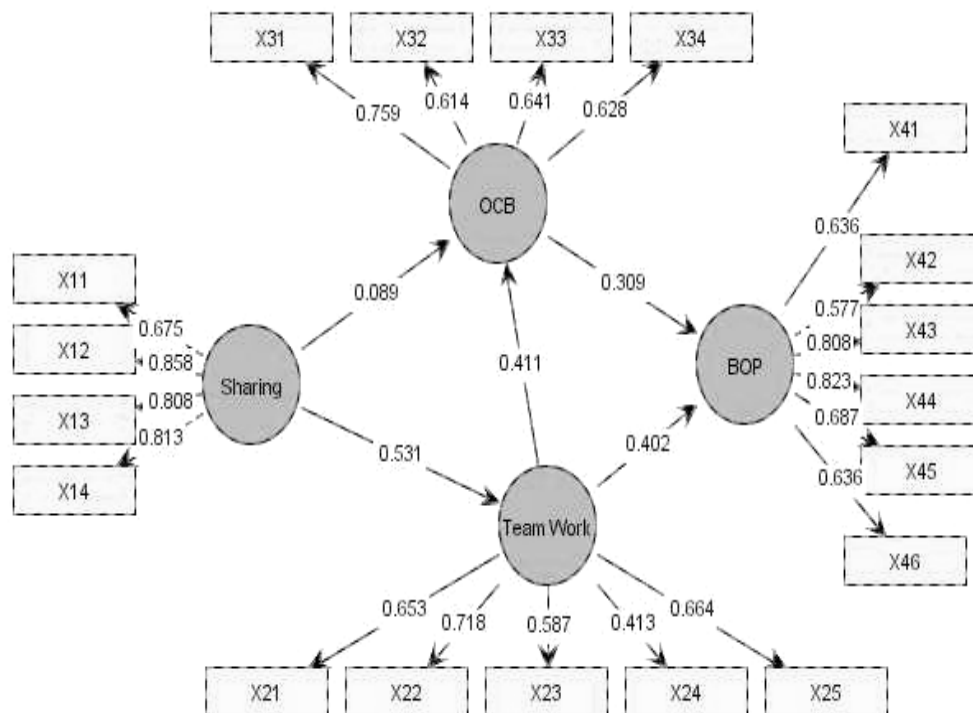 X31
X32
X33
X34
0.759
0.614
0.641
0.628
X41
OCB
0.636
X11
X42
0.089
0.309
0.675
0.577
X12
X43
0.858
0.808
Sharing
BOP
0.411
0.808
0.823
X13
X44
0.813
0.687
0.402
0.531
X45
0.636
X14
Team Work
X46
0.653
0.718
0.587
0.413
0.664
X21
X22
X23
X24
X25